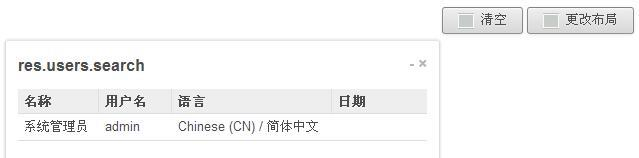 清空 更改布局
res.users.search - ×
名称 用户名 语言 日期
系统管理员 admin Chinese (CN) / 简体中文